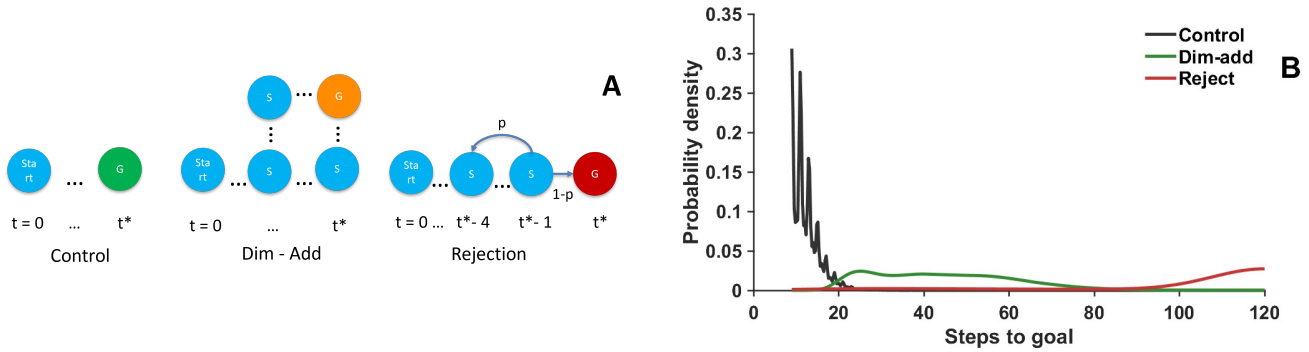 A
S ... G
p
Sta
rt
... G
Sta
rt
... S ... S
Sta
rt
... S ... S G
1-p
t = 0 ... t*
t = 0 ... t*
t = 0 ... t*- 4 t*- 1 t*
Control
Dim - Add
Rejection
B
Control
Dim-add
Reject
Probability density
0.35
0.3
0.25
0.2
0.15
0.1
0.05
0
0 20 40 60 80 100 120
Steps to goal